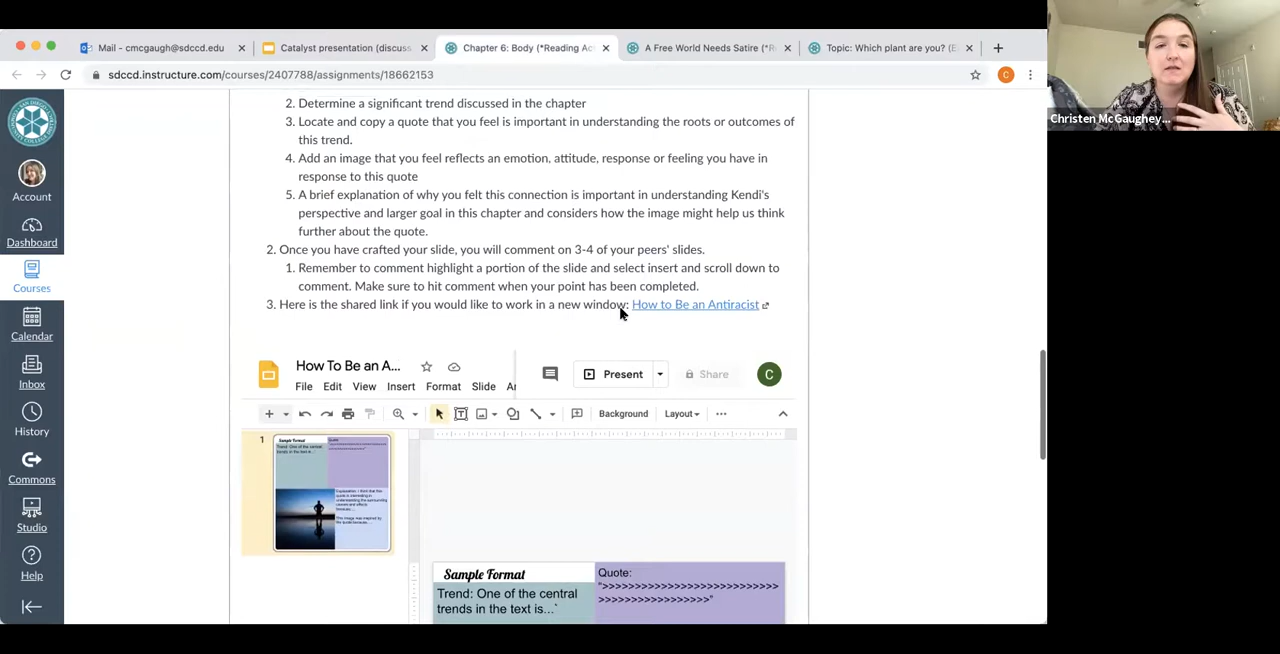 Mail - cmcgaugh@sdccd.edu
Catalyst presentation (discuss
Chapter 6: Body (*Reading Ac
A Free World Needs Satire (*R
Topic: Which plant are you? (E
sdccd.instructure.com/courses/2407788/assignments/18662153
C
Christen McGaughey...
Account
Dashboard
Courses
Calendar
Inbox
History
Commons
Studio
Help
2. Determine a significant trend discussed in the chapter
3. Locate and copy a quote that you feel is important in understanding the roots or outcomes of
this trend.
4. Add an image that you feel reflects an emotion, attitude, response or feeling you have in
response to this quote
5. A brief explanation of why you felt this connection is important in understanding Kendi's
perspective and larger goal in this chapter and considers how the image might help us think
further about the quote.
2. Once you have crafted your slide, you will comment on 3-4 of your peers' slides.
1. Remember to comment highlight a portion of the slide and select insert and scroll down to
comment. Make sure to hit comment when your point has been completed.
3. Here is the shared link if you would like to work in a new window: How to Be an Antiracist
How To Be an A...
File Edit View Insert Format Slide Ar
Present
Share
C
Background
Layout
1
Sample Format
Trend: One of the central
trends in the text is...`
Quote:
">>>>>>>>>>>>>>>>>>>>>>>>>>>>
>>>>>>>>>>>>>>>>>"